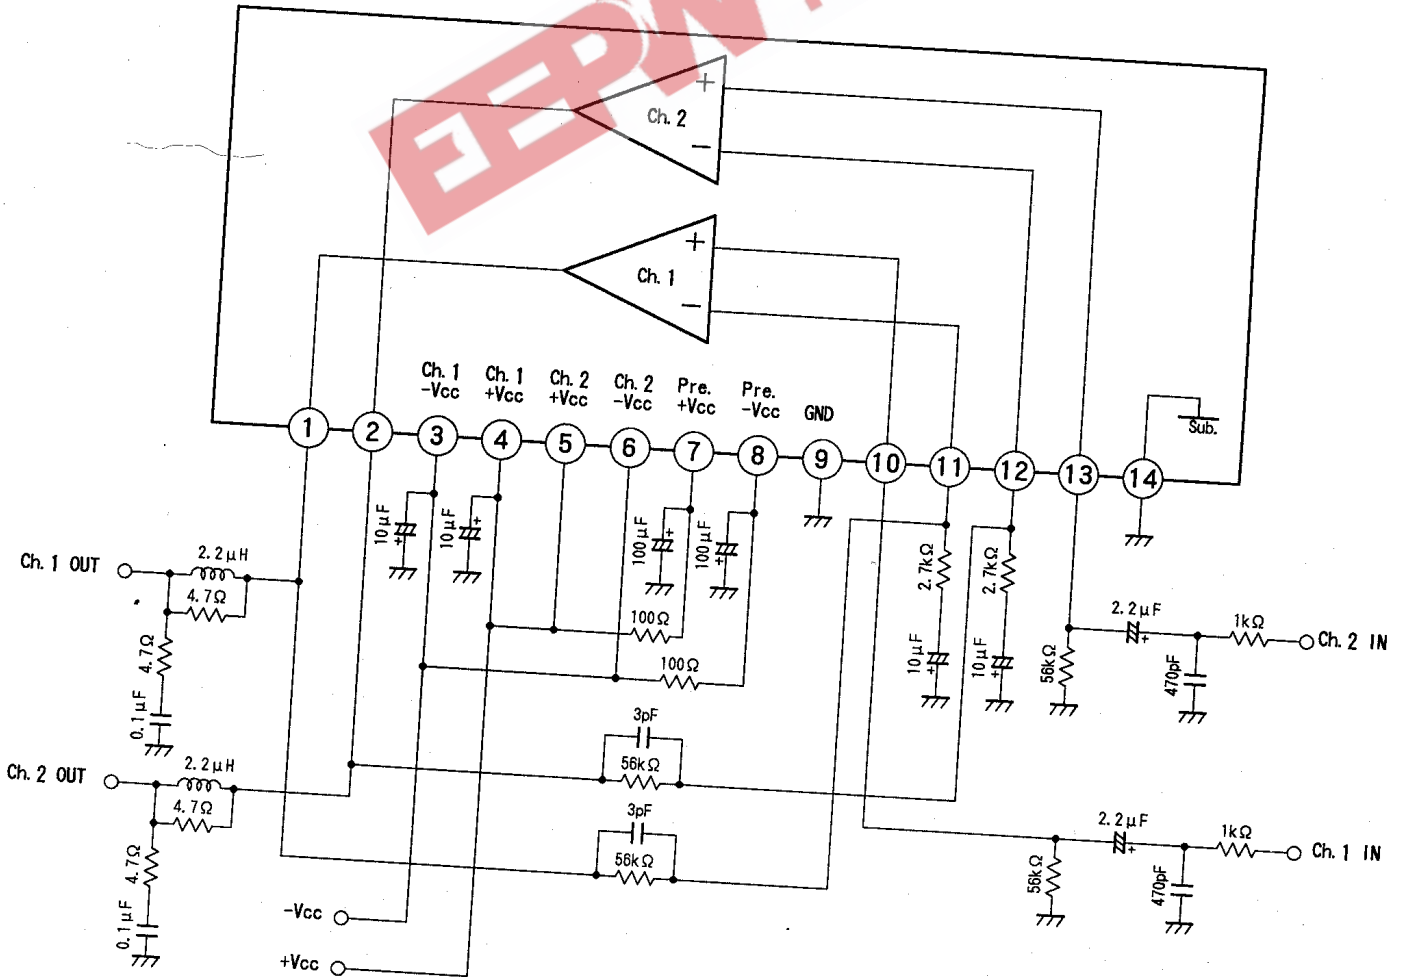 EEPW
+
Ch. 2
−
+
Ch. 1
−
Ch. 1
-Vcc
Ch. 1
+Vcc
Ch. 2
+Vcc
Ch. 2
-Vcc
Pre.
+Vcc
Pre.
-Vcc
GND
Sub.
1
2
3
4
5
6
7
8
9
10
11
12
13
14
10μF
+
10μF
+
100μF
+
100μF
+
2.7kΩ
2.7kΩ
10μF
+
10μF
+
Ch. 1 OUT
2.2μH
4.7Ω
4.7Ω
0.1μF
100Ω
100Ω
2.2μF
+
1kΩ
Ch. 2 IN
56kΩ
470pF
Ch. 2 OUT
2.2μH
4.7Ω
4.7Ω
0.1μF
3pF
56kΩ
3pF
56kΩ
2.2μF
+
1kΩ
Ch. 1 IN
56kΩ
470pF
-Vcc
+Vcc